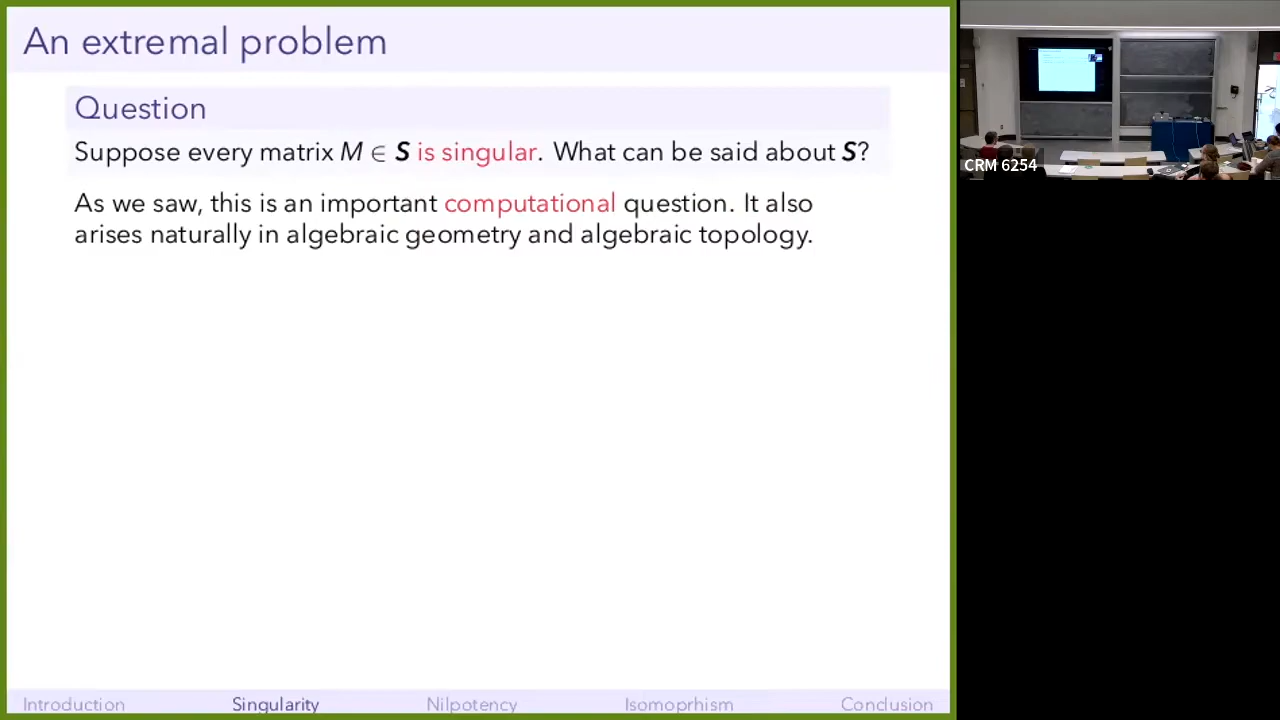 An extremal problem
Question
Suppose every matrix M ∈ S is singular. What can be said about S?
As we saw, this is an important computational question. It also
arises naturally in algebraic geometry and algebraic topology.
CRM 6254
Introduction
Singularity
Nilpotency
Isomoprhism
Conclusion